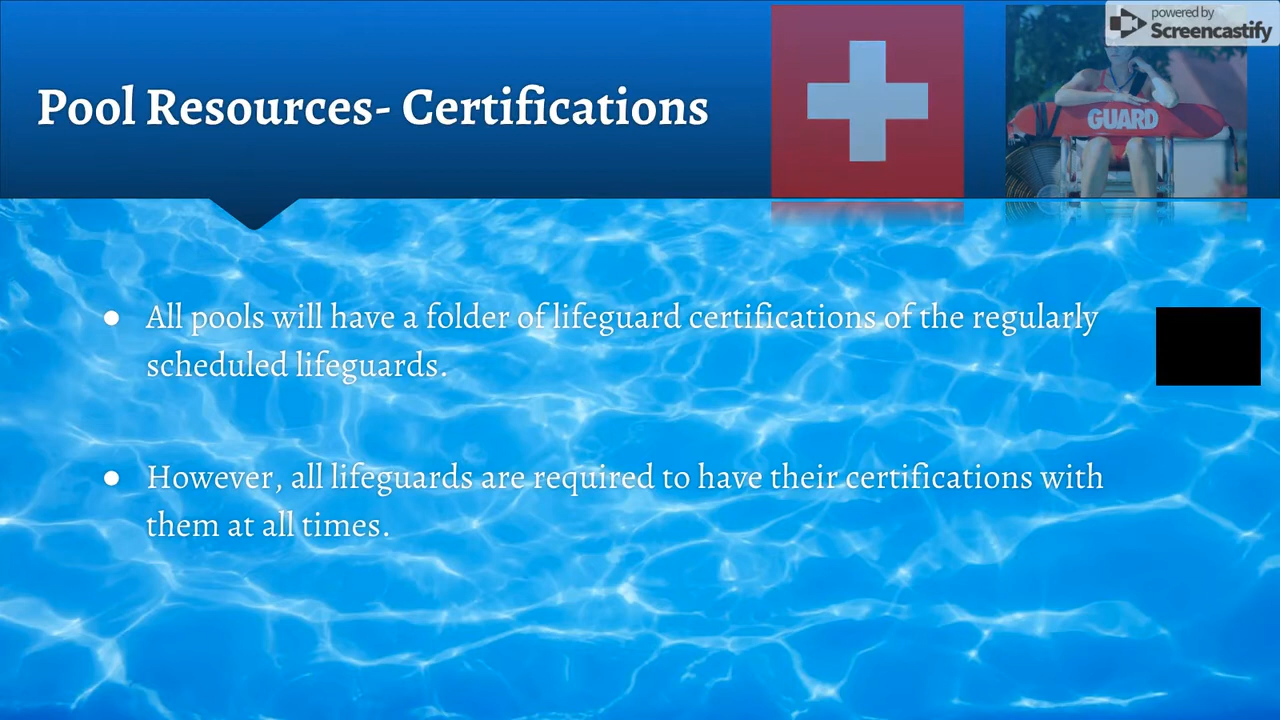 powered by
Screencastify
Pool Resources- Certifications
GUARD
● All pools will have a folder of lifeguard certifications of the regularly
scheduled lifeguards.
● However, all lifeguards are required to have their certifications with
them at all times.